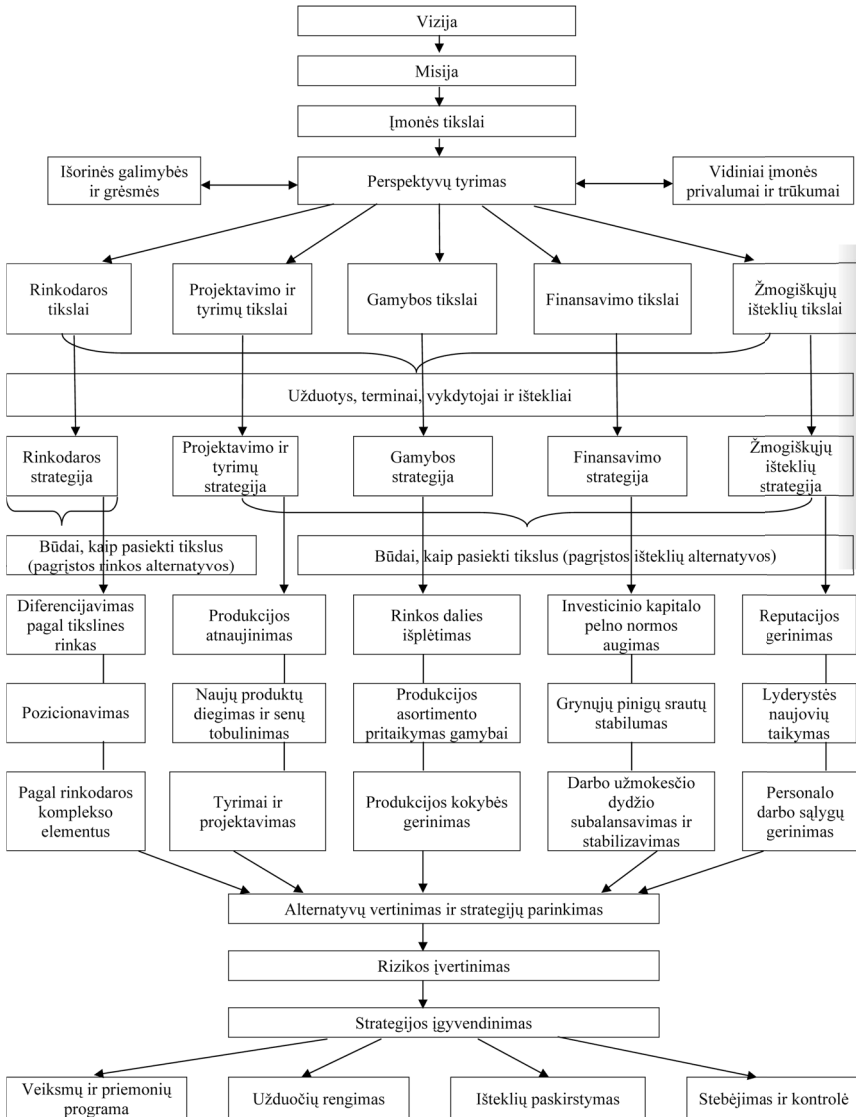 Vizija
Misija
Įmonės tikslai
Išorinės galimybės
ir grėsmės
Perspektyvų tyrimas
Vidiniai įmonės
privalumai ir trūkumai
Rinkodaros
tikslai
Projektavimo ir
tyrimų tikslai
Gamybos tikslai
Finansavimo tikslai
Žmogiškųjų
išteklių tikslai
Užduotys, terminai, vykdytojai ir ištekliai
Rinkodaros
strategija
Projektavimo ir
tyrimų
strategija
Gamybos
strategija
Finansavimo
strategija
Žmogiškųjų
išteklių
strategija
Būdai, kaip pasiekti tikslus
(pagrįstos rinkos alternatyvos)
Būdai, kaip pasiekti tikslus (pagrįstos išteklių alternatyvos)
Diferencijavimas
pagal tikslines
rinkas
Produkcijos
atnaujinimas
Rinkos dalies
išplėtimas
Investicinio kapitalo
pelno normos
augimas
Reputacijos
gerinimas
Pozicionavimas
Naujų produktų
diegimas ir senų
tobulinimas
Produkcijos
asortimento
pritaikymas gamybai
Grynųjų pinigų srautų
stabilumas
Lyderystės
naujovių
taikymas
Pagal rinkodaros
komplekso
elementus
Tyrimai ir
projektavimas
Produkcijos kokybės
gerinimas
Darbo užmokesčio
dydžio
subalansavimas ir
stabilizavimas
Personalo
darbo sąlygų
gerinimas
Alternatyvų vertinimas ir strategijų parinkimas
Rizikos įvertinimas
Strategijos įgyvendinimas
Veiksmų ir priemonių
programa
Užduočių rengimas
Išteklių paskirstymas
Stebėjimas ir kontrolė